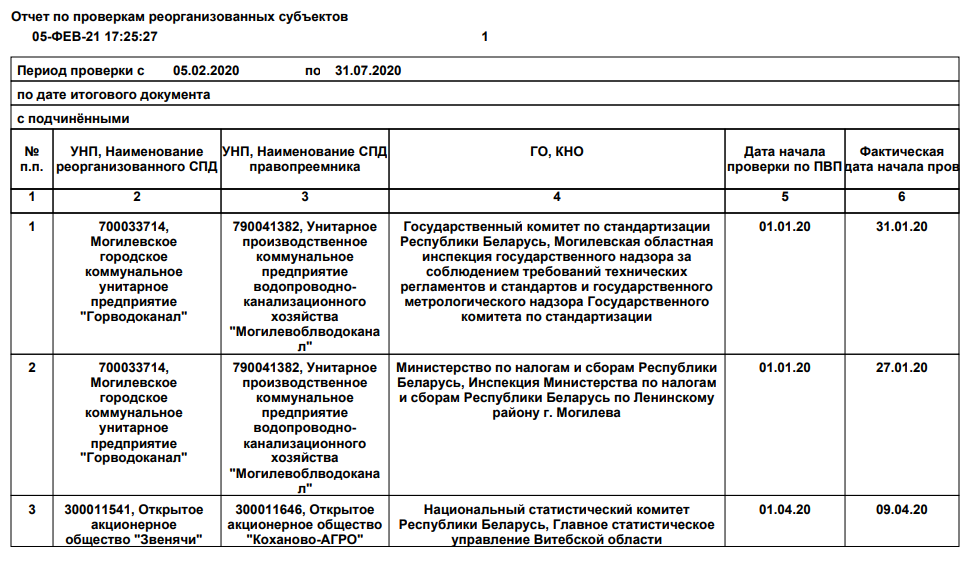 Отчет по проверкам реорганизованных субъектов
05-ФЕВ-21 17:25:27 1
Период проверки с 05.02.2020 по 31.07.2020
по дате итогового документа
с подчинёнными
№ п.п.
УНП, Наименование
реорганизованного СПД
УНП, Наименование СПД
правопреемника
ГО, КНО
Дата начала
проверки по ПВП
Фактическая
дата начала пров
1 2 3 4 5 6
1
700033714,
Могилевское
городское
коммунальное
унитарное
предприятие
"Горводоканал"
790041382, Унитарное
производственное
коммунальное
предприятие
водопроводно-
канализационного
хозяйства
"Могилевоблводокана
л"
Государственный комитет по стандартизации
Республики Беларусь, Могилевская областная
инспекция государственного надзора за
соблюдением требований технических
регламентов и стандартов и государственного
метрологического надзора Государственного
комитета по стандартизации
01.01.20
31.01.20
2
700033714,
Могилевское
городское
коммунальное
унитарное
предприятие
"Горводоканал"
790041382, Унитарное
производственное
коммунальное
предприятие
водопроводно-
канализационного
хозяйства
"Могилевоблводокана
л"
Министерство по налогам и сборам Республики
Беларусь, Инспекция Министерства по налогам
и сборам Республики Беларусь по Ленинскому
району г. Могилева
01.01.20
27.01.20
3
300011541, Открытое
акционерное
общество "Звенячи"
300011646, Открытое
акционерное общество
"Коханово-АГРО"
Национальный статистический комитет
Республики Беларусь, Главное статистическое
управление Витебской области
01.04.20
09.04.20